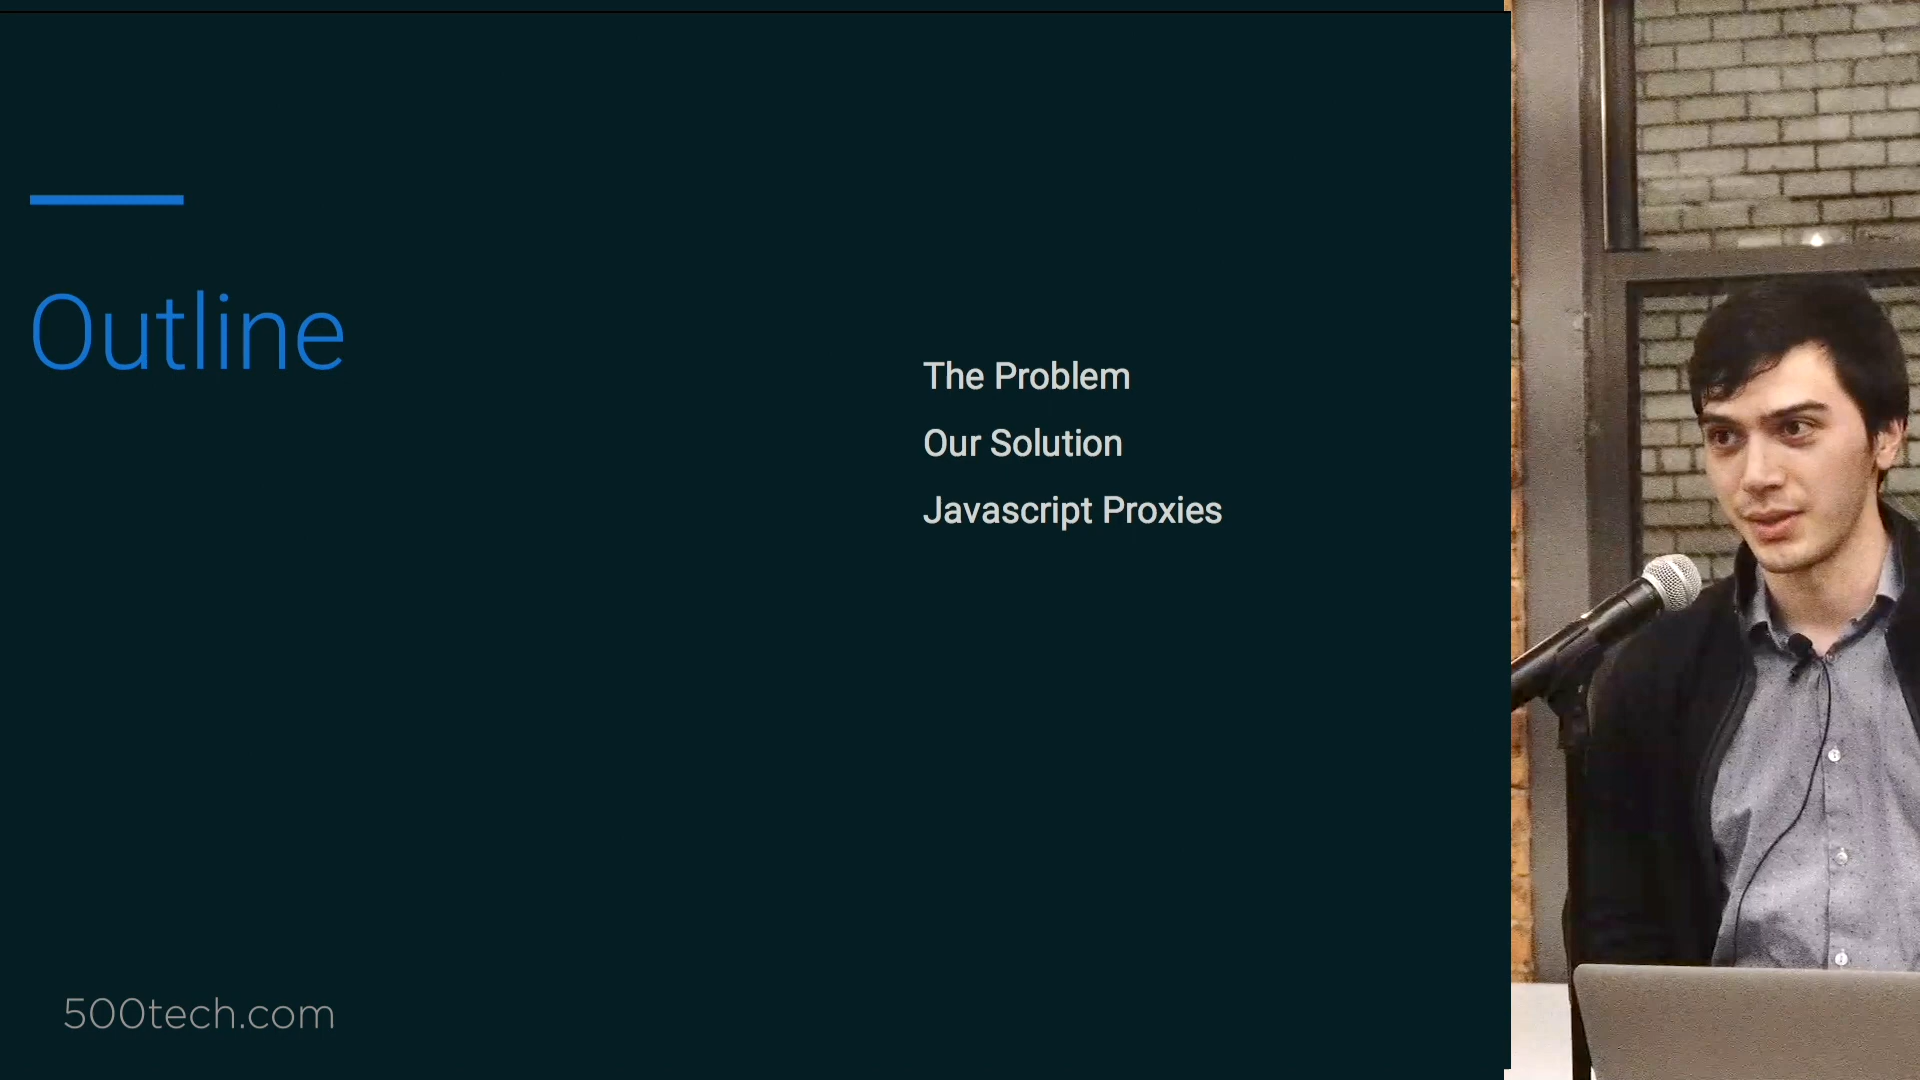 Outline
The Problem
Our Solution
Javascript Proxies
500tech.com